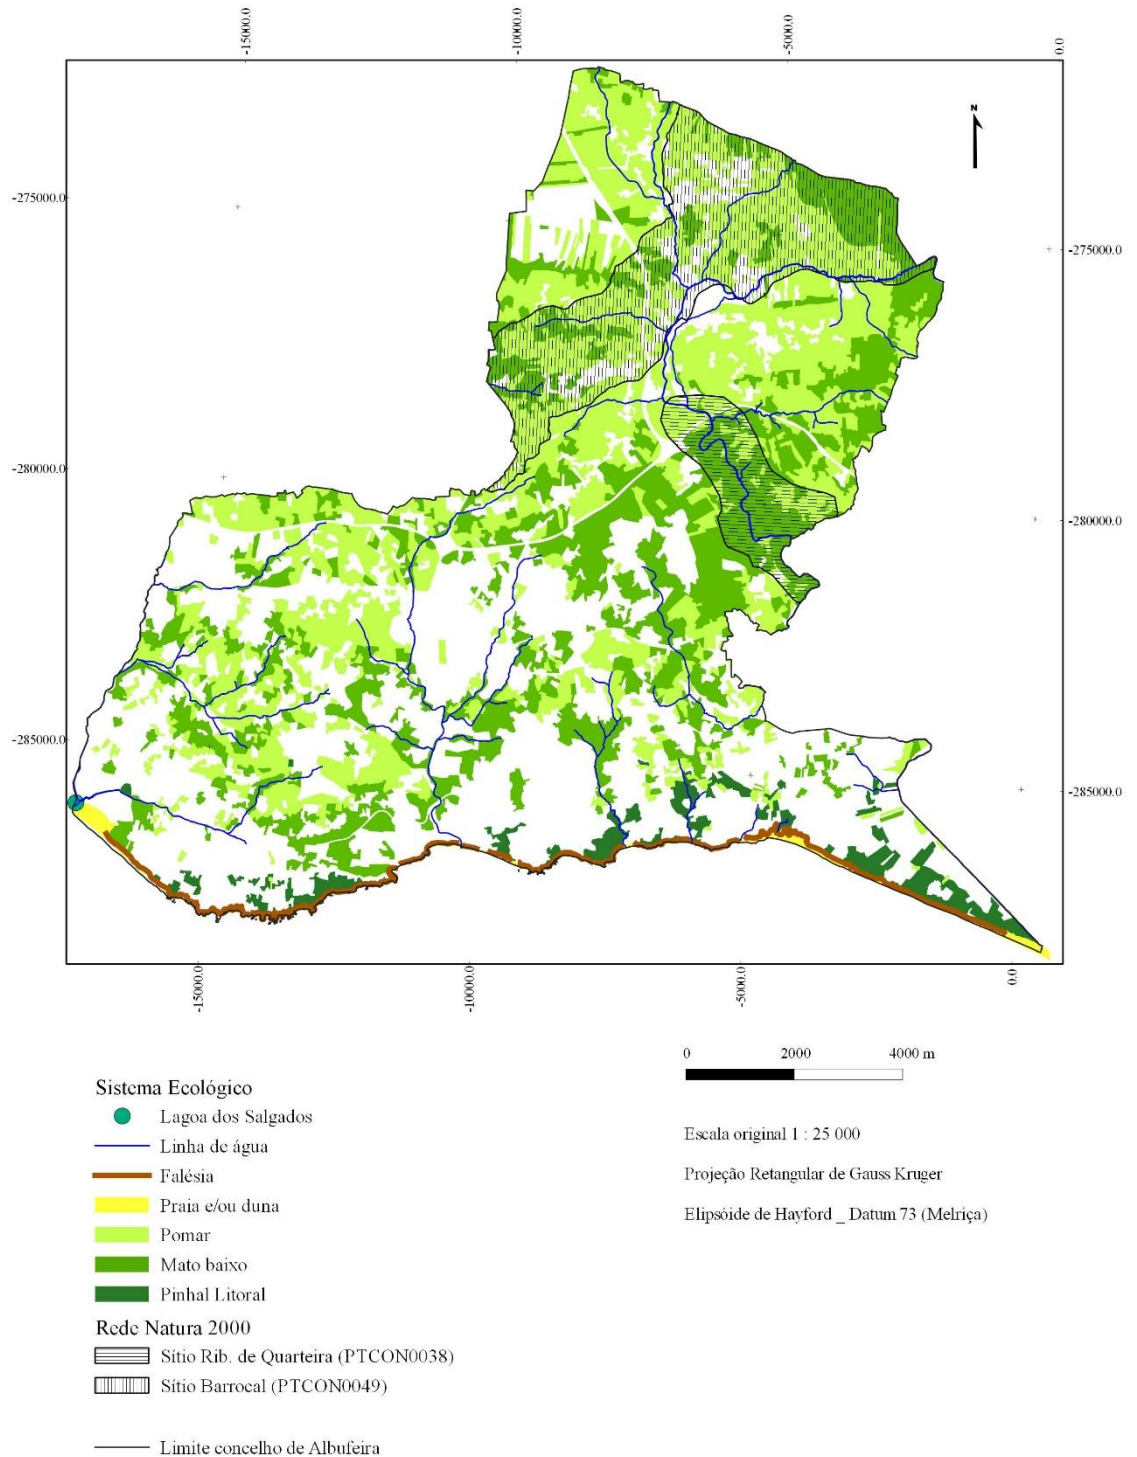 -15000.0
-10000.0
-5000.0
0.0
N
-275000.0
-275000.0
-280000.0
-280000.0
-285000.0
-285000.0
-15000.0
-10000.0
-5000.0
0.0
0 2000 4000 m
Sistema Ecológico
Lagoa dos Salgados
Linha de água
Falésia
Praia e/ou duna
Pomar
Mato baixo
Pinhal Litoral
Rede Natura 2000
Sítio Rib. de Quarteira (PTCON0038)
Sítio Barrocal (PTCON0049)
Limite concelho de Albufeira
Escala original 1 : 25 000
Projeção Retangular de Gauss Kruger
Elipsóide de Hayford _ Datum 73 (Melriça)